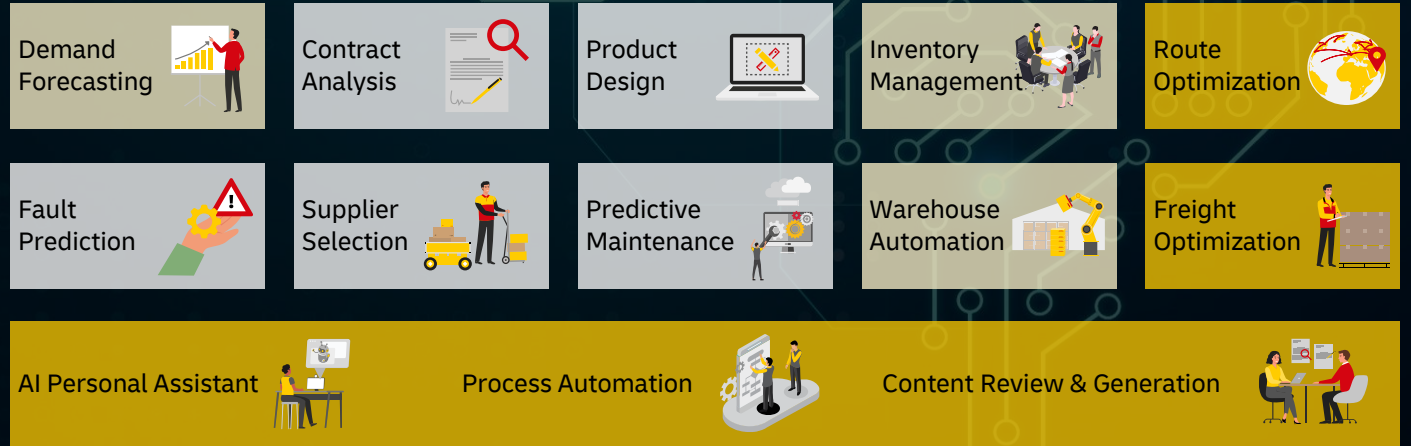 Demand
Forecasting
Contract
Analysis
Product
Design
Inventory
Management
Route
Optimization
Fault
Prediction
Supplier
Selection
Predictive
Maintenance
Warehouse
Automation
Freight
Optimization
AI Personal Assistant
Process Automation
Content Review & Generation